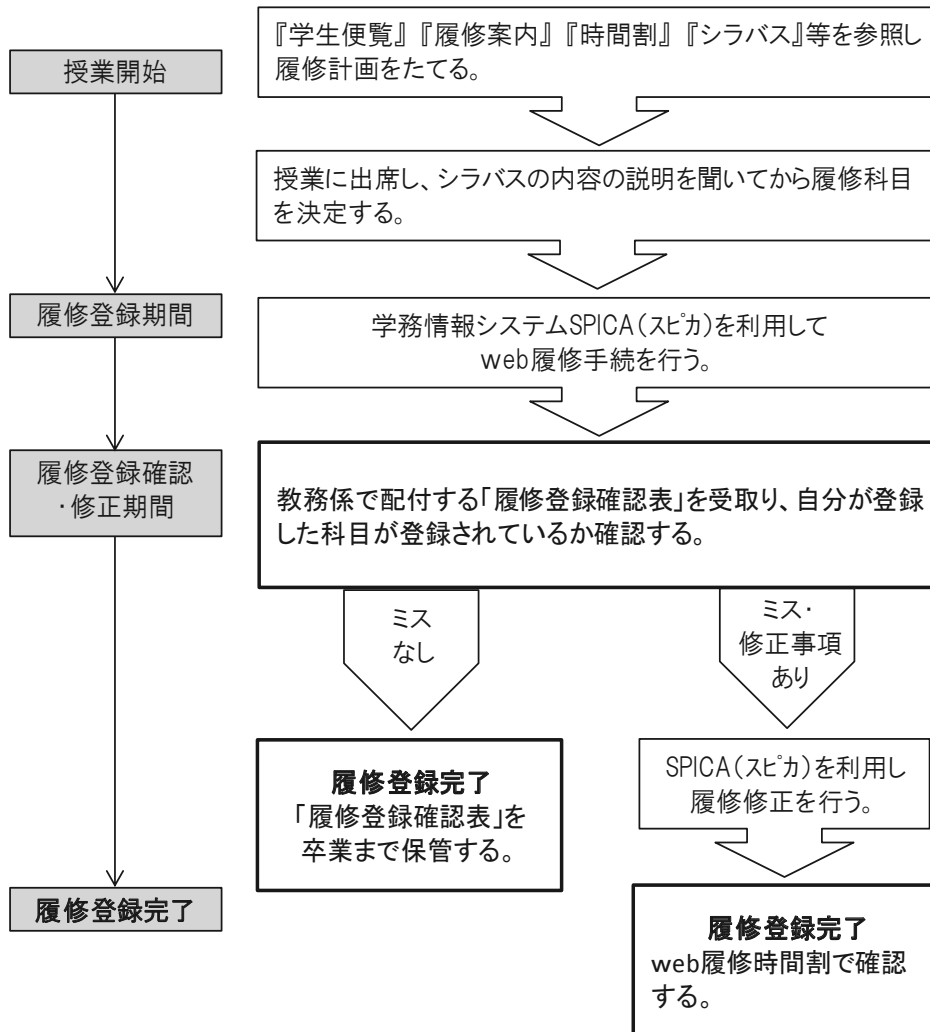 『学生便覧』『履修案内』『時間割』『シラバス』等を参照し
履修計画をたてる。
授業開始
授業に出席し、シラバスの内容の説明を聞いてから履修科目
を決定する。
履修登録期間
学務情報システムSPICA（スピカ）を利用して
web履修手続を行う。
履修登録確認
・修正期間
教務係で配付する「履修登録確認表」を受取り、自分が登録
した科目が登録されているか確認する。
ミス
なし
ミス・
修正事項
あり
履修登録完了
「履修登録確認表」を
卒業まで保管する。
SPICA（スピカ）を利用し
履修修正を行う。
履修登録完了
履修登録完了
web履修時間割で確認
する。